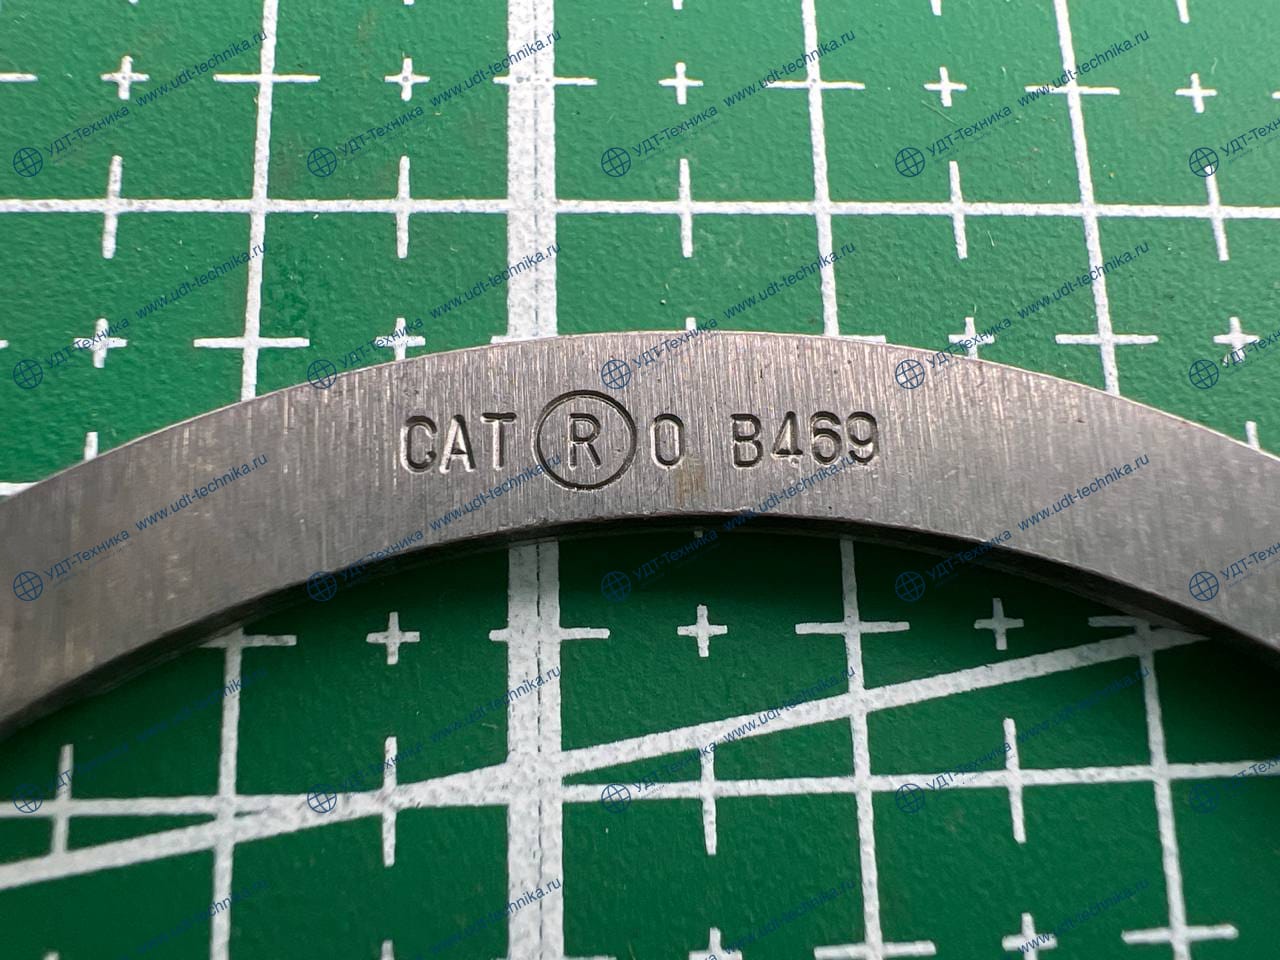 CAT ® 0 B469
УДТ-Техника
www.udt-technika.ru